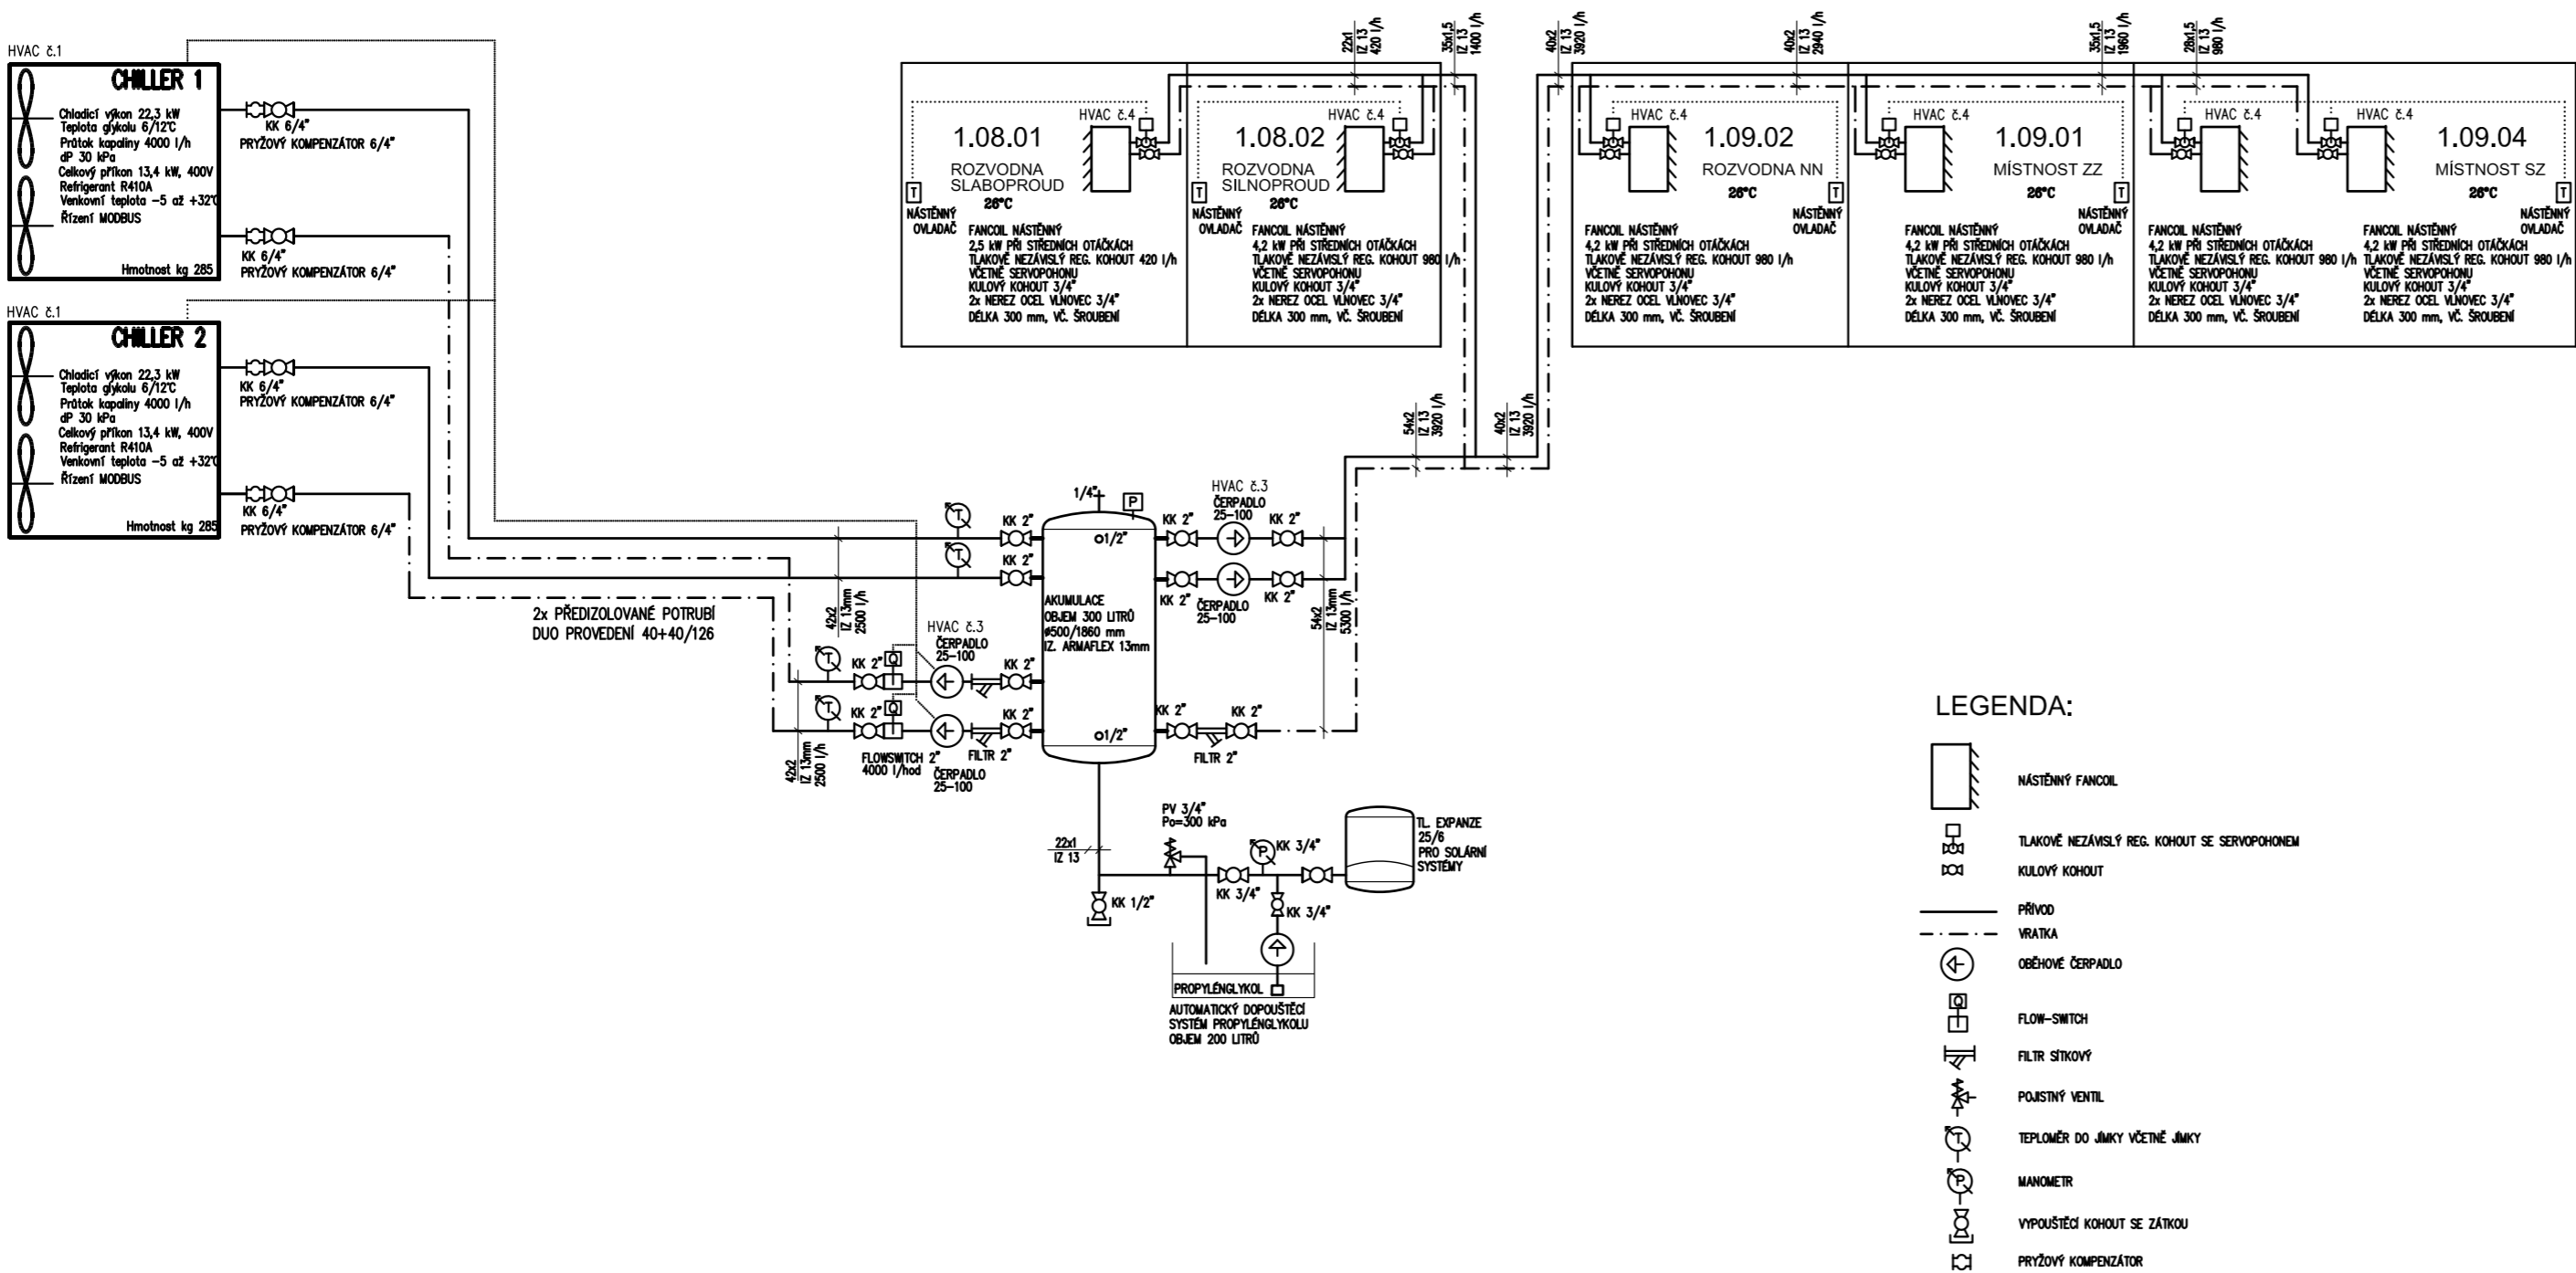 HVAC č.1
CHILLER 1
Chladicí výkon 22,3 kW
Teplota glykolu 6/12°C
Průtok kapaliny 4000 l/h
dP 30 kPa
Celkový příkon 13,4 kW, 400V
Refrigerant R410A
Venkovní teplota -5 až +32°C
Řízení MODBUS
Hmotnost kg 285
KK 6/4"
PRYŽOVÝ KOMPENZÁTOR 6/4"
KK 6/4"
PRYŽOVÝ KOMPENZÁTOR 6/4"
HVAC č.1
CHILLER 2
Chladicí výkon 22,3 kW
Teplota glykolu 6/12°C
Průtok kapaliny 4000 l/h
dP 30 kPa
Celkový příkon 13,4 kW, 400V
Refrigerant R410A
Venkovní teplota -5 až +32°C
Řízení MODBUS
Hmotnost kg 285
KK 6/4"
PRYŽOVÝ KOMPENZÁTOR 6/4"
KK 6/4"
PRYŽOVÝ KOMPENZÁTOR 6/4"
2x PŘEDIZOLOVANÉ POTRUBÍ
DUO PROVEDENÍ 40+40/126
22x1
IZ 13
420 l/h
35x1,5
IZ 13
1400 l/h
40x2
IZ 13
3920 l/h
40x2
IZ 13
2940 l/h
35x1,5
IZ 13
1960 l/h
28x1,5
IZ 13
980 l/h
HVAC č.4
1.08.01
ROZVODNA
SLABOPROUD
26°C
T
NÁSTĚNNÝ
OVLADAČ
FANCOIL NÁSTĚNNÝ
2,5 kW PŘI STŘEDNÍCH OTÁČKÁCH
TLAKOVĚ NEZÁVISLÝ REG. KOHOUT 420 l/h
VČETNĚ SERVOPOHONU
KULOVÝ KOHOUT 3/4"
2x NEREZ OCEL VLNOVEC 3/4"
DÉLKA 300 mm, VČ. ŠROUBENÍ
HVAC č.4
1.08.02
ROZVODNA
SILNOPROUD
26°C
T
NÁSTĚNNÝ
OVLADAČ
FANCOIL NÁSTĚNNÝ
4,2 kW PŘI STŘEDNÍCH OTÁČKÁCH
TLAKOVĚ NEZÁVISLÝ REG. KOHOUT 980 l/h
VČETNĚ SERVOPOHONU
KULOVÝ KOHOUT 3/4"
2x NEREZ OCEL VLNOVEC 3/4"
DÉLKA 300 mm, VČ. ŠROUBENÍ
HVAC č.4
1.09.02
ROZVODNA NN
26°C
T
NÁSTĚNNÝ
OVLADAČ
FANCOIL NÁSTĚNNÝ
4,2 kW PŘI STŘEDNÍCH OTÁČKÁCH
TLAKOVĚ NEZÁVISLÝ REG. KOHOUT 980 l/h
VČETNĚ SERVOPOHONU
KULOVÝ KOHOUT 3/4"
2x NEREZ OCEL VLNOVEC 3/4"
DÉLKA 300 mm, VČ. ŠROUBENÍ
HVAC č.4
1.09.01
MÍSTNOST ZZ
26°C
T
NÁSTĚNNÝ
OVLADAČ
FANCOIL NÁSTĚNNÝ
4,2 kW PŘI STŘEDNÍCH OTÁČKÁCH
TLAKOVĚ NEZÁVISLÝ REG. KOHOUT 980 l/h
VČETNĚ SERVOPOHONU
KULOVÝ KOHOUT 3/4"
2x NEREZ OCEL VLNOVEC 3/4"
DÉLKA 300 mm, VČ. ŠROUBENÍ
HVAC č.4
HVAC č.4
1.09.04
MÍSTNOST SZ
26°C
T
NÁSTĚNNÝ
OVLADAČ
FANCOIL NÁSTĚNNÝ
4,2 kW PŘI STŘEDNÍCH OTÁČKÁCH
TLAKOVĚ NEZÁVISLÝ REG. KOHOUT 980 l/h
VČETNĚ SERVOPOHONU
KULOVÝ KOHOUT 3/4"
2x NEREZ OCEL VLNOVEC 3/4"
DÉLKA 300 mm, VČ. ŠROUBENÍ
FANCOIL NÁSTĚNNÝ
4,2 kW PŘI STŘEDNÍCH OTÁČKÁCH
TLAKOVĚ NEZÁVISLÝ REG. KOHOUT 980 l/h
VČETNĚ SERVOPOHONU
KULOVÝ KOHOUT 3/4"
2x NEREZ OCEL VLNOVEC 3/4"
DÉLKA 300 mm, VČ. ŠROUBENÍ
54x2
IZ 13
3920 l/h
40x2
IZ 13
3920 l/h
1/4"
P
T
KK 2"
T
KK 2"
1/2"
AKUMULACE
OBJEM 300 LITRŮ
ø500/1860 mm
IZ. ARMAFLEX 13mm
1/2"
42x2
IZ 13mm
2500 l/h
HVAC č.3
ČERPADLO
25-100
T
KK 2"
Q
KK 2"
T
KK 2"
Q
KK 2"
42x2
IZ 13mm
2500 l/h
FLOWSWITCH 2"
4000 l/hod
ČERPADLO
25-100
FILTR 2"
HVAC č.3
ČERPADLO
25-100
KK 2"
KK 2"
KK 2"
ČERPADLO
25-100
KK 2"
54x2
IZ 13mm
5300 l/h
KK 2"
KK 2"
FILTR 2"
22x1
IZ 13
KK 1/2"
PV 3/4"
Po=300 kPa
P
KK 3/4"
KK 3/4"
KK 3/4"
TL. EXPANZE
25/6
PRO SOLÁRNÍ
SYSTÉMY
PROPYLÉNGLYKOL
AUTOMATICKÝ DOPOUŠTĚCÍ
SYSTÉM PROPYLÉNGLYKOLU
OBJEM 200 LITRŮ
LEGENDA:
NÁSTĚNNÝ FANCOIL
TLAKOVĚ NEZÁVISLÝ REG. KOHOUT SE SERVOPOHONEM
KULOVÝ KOHOUT
PŘÍVOD
VRATKA
OBĚHOVÉ ČERPADLO
Q
FLOW-SWITCH
FILTR SÍTKOVÝ
POJISTNÝ VENTIL
T
TEPLOMĚR DO JÍMKY VČETNĚ JÍMKY
P
MANOMETR
VYPOUŠTĚCÍ KOHOUT SE ZÁTKOU
PRYŽOVÝ KOMPENZÁTOR